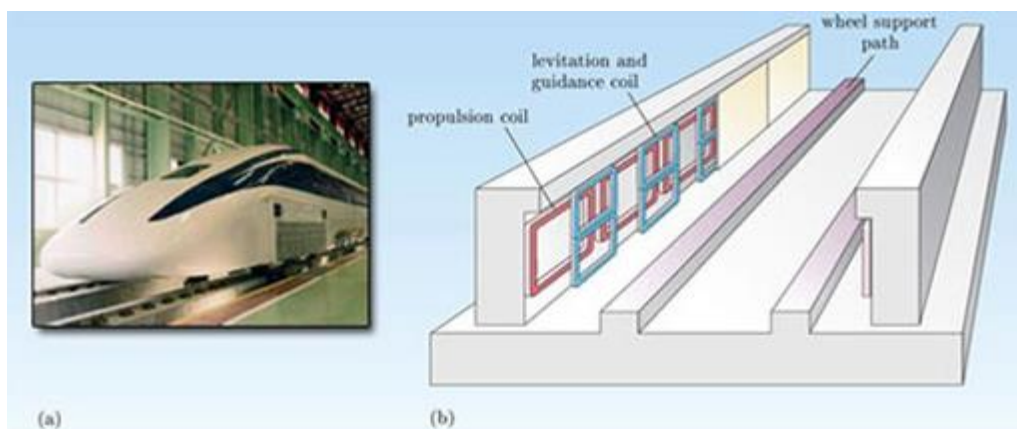 wheel support
path
levitation and
guidance coil
propulsion coil
(a)
(b)